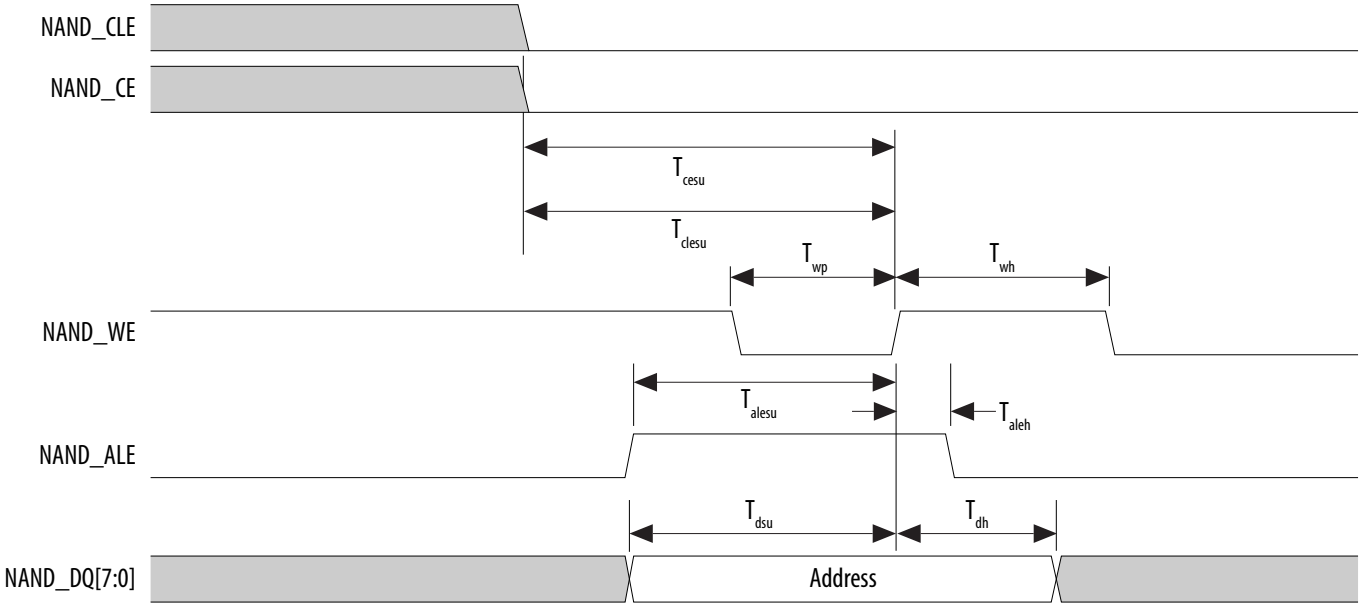 NAND_CLE
NAND_CE
Tcesu
Tclesu
Twp
Twh
NAND_WE
Talesu
Taleh
NAND_ALE
Tdsu
Tdh
NAND_DQ[7:0]
Address